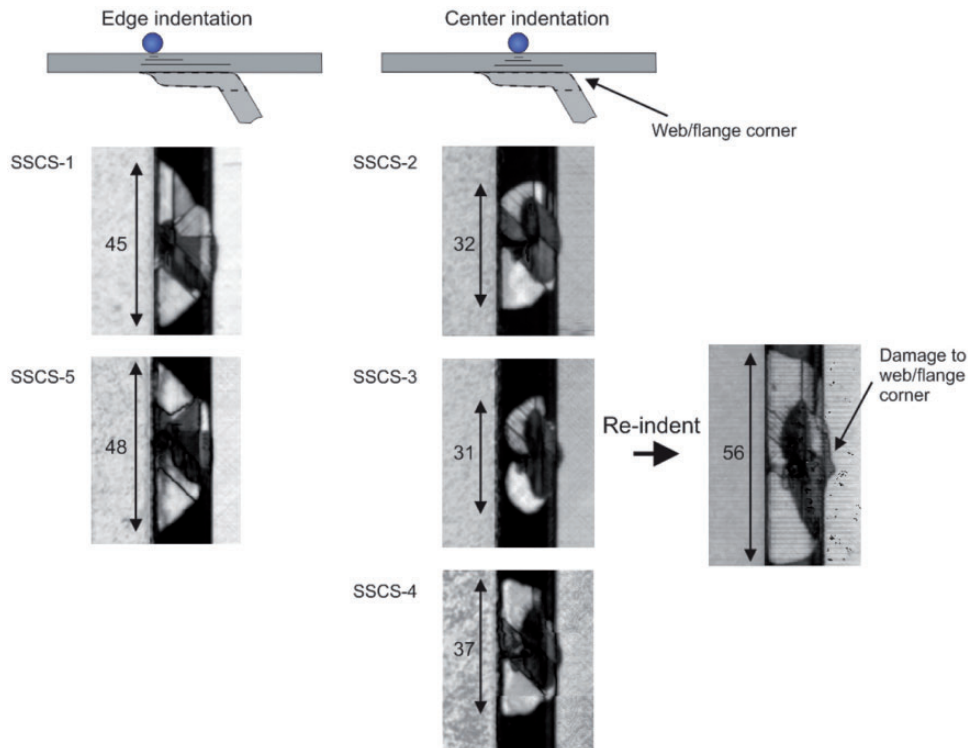 Edge indentation
Center indentation
Web/flange corner
SSCS-1
45
SSCS-2
32
SSCS-5
48
SSCS-3
31
Re-indent
56
Damage to
web/flange
corner
SSCS-4
37